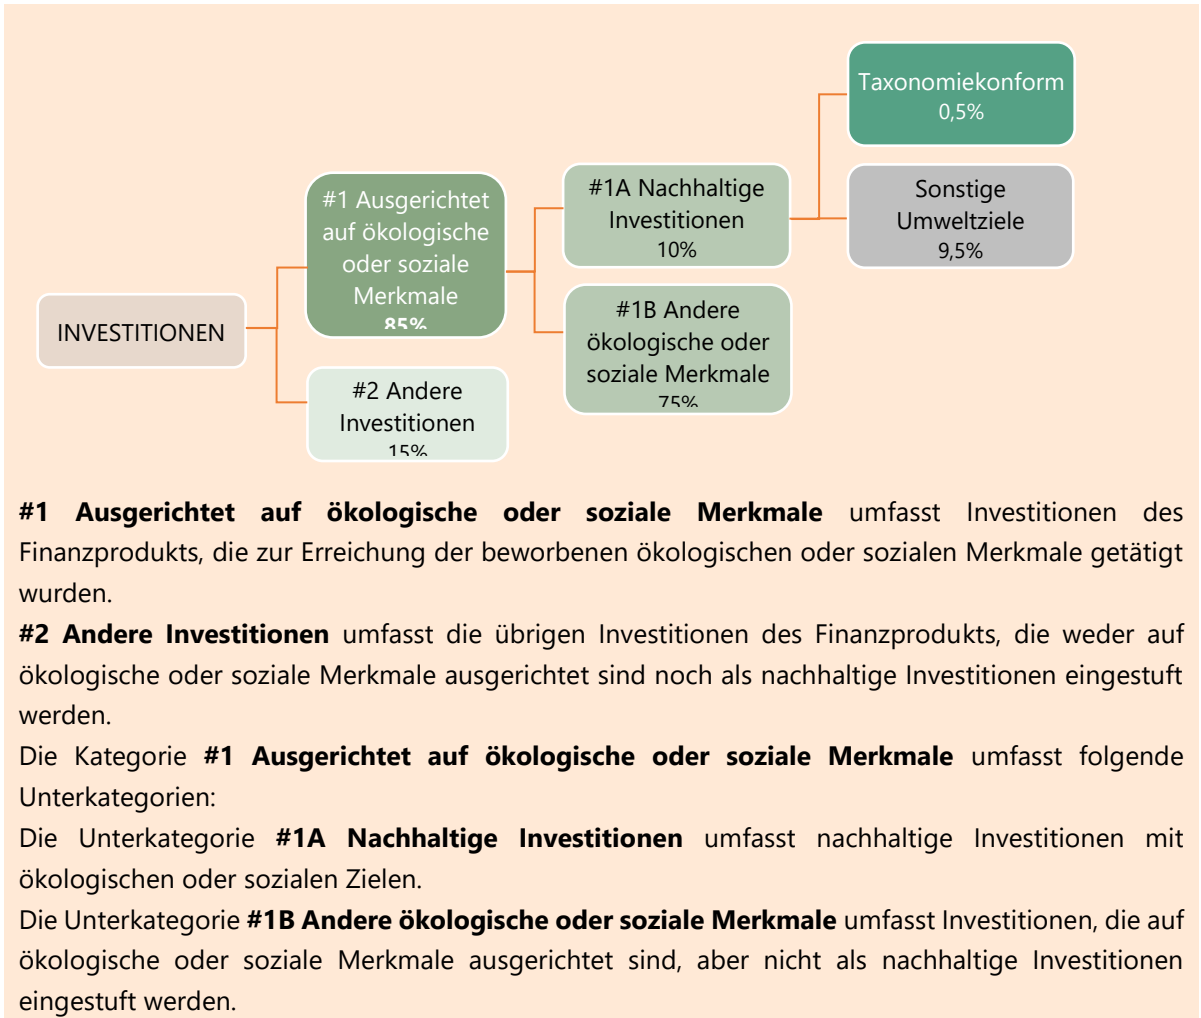 Taxonomiekonform
0,5%
#1 Ausgerichtet
auf ökologische
oder soziale
Merkmale
85%
#1A Nachhaltige
Investitionen
10%
Sonstige
Umweltziele
9,5%
INVESTITIONEN
#1B Andere
ökologische oder
soziale Merkmale
75%
#2 Andere
Investitionen
15%
#1 Ausgerichtet auf ökologische oder soziale Merkmale umfasst Investitionen des
Finanzprodukts, die zur Erreichung der beworbenen ökologischen oder sozialen Merkmale getätigt
wurden.
#2 Andere Investitionen umfasst die übrigen Investitionen des Finanzprodukts, die weder auf
ökologische oder soziale Merkmale ausgerichtet sind noch als nachhaltige Investitionen eingestuft
werden.
Die Kategorie #1 Ausgerichtet auf ökologische oder soziale Merkmale umfasst folgende
Unterkategorien:
Die Unterkategorie #1A Nachhaltige Investitionen umfasst nachhaltige Investitionen mit
ökologischen oder sozialen Zielen.
Die Unterkategorie #1B Andere ökologische oder soziale Merkmale umfasst Investitionen, die auf
ökologische oder soziale Merkmale ausgerichtet sind, aber nicht als nachhaltige Investitionen
eingestuft werden.